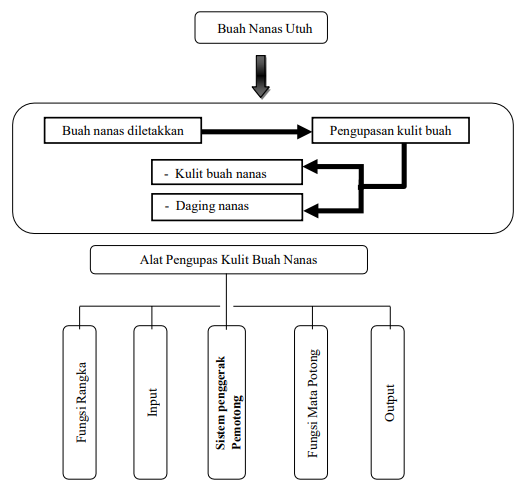 Buah Nanas Utuh
Buah nanas diletakkan
Pengupasan kulit buah
- Kulit buah nanas
- Daging nanas
Alat Pengupas Kulit Buah Nanas
Fungsi Rangka
Input
Sistem penggerak
Pemotong
Fungsi Mata Potong
Output